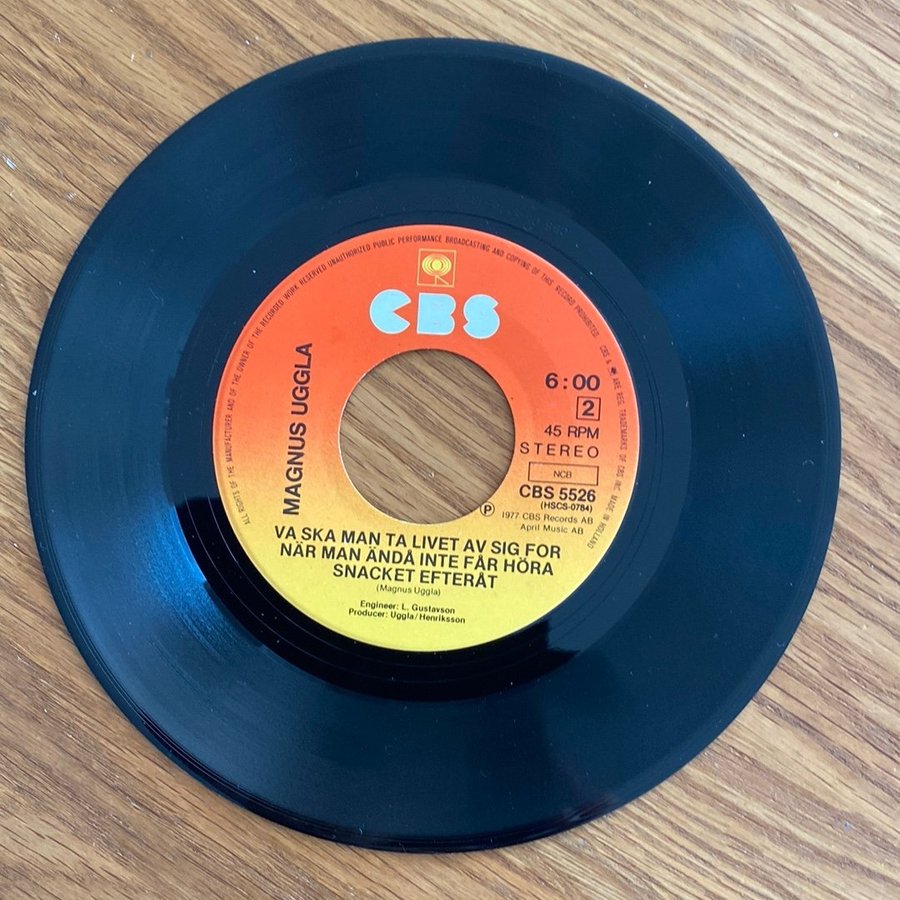 ALL RIGHTS OF THE MANUFACTURER AND OF THE OWNER OF THE RECORDED WORK RESERVED UNAUTHORIZED PUBLIC PERFORMANCE BROADCASTING AND COPYING OF THIS RECORD PROHIBITED
CBS & ARE REG. TRADEMARKS OF CBS INC. MADE IN HOLLAND
CBS
MAGNUS UGGLA
6:00
2
45 RPM
STEREO
NCB
CBS 5526
(HSCS-0784)
℗ 1977 CBS Records AB
April Music AB
VA SKA MAN TA LIVET AV SIG FOR
NÄR MAN ÄNDÅ INTE FÅR HÖRA
SNACKET EFTERÅT
(Magnus Uggla)
Engineer: L. Gustavson
Producer: Uggla/Henriksson